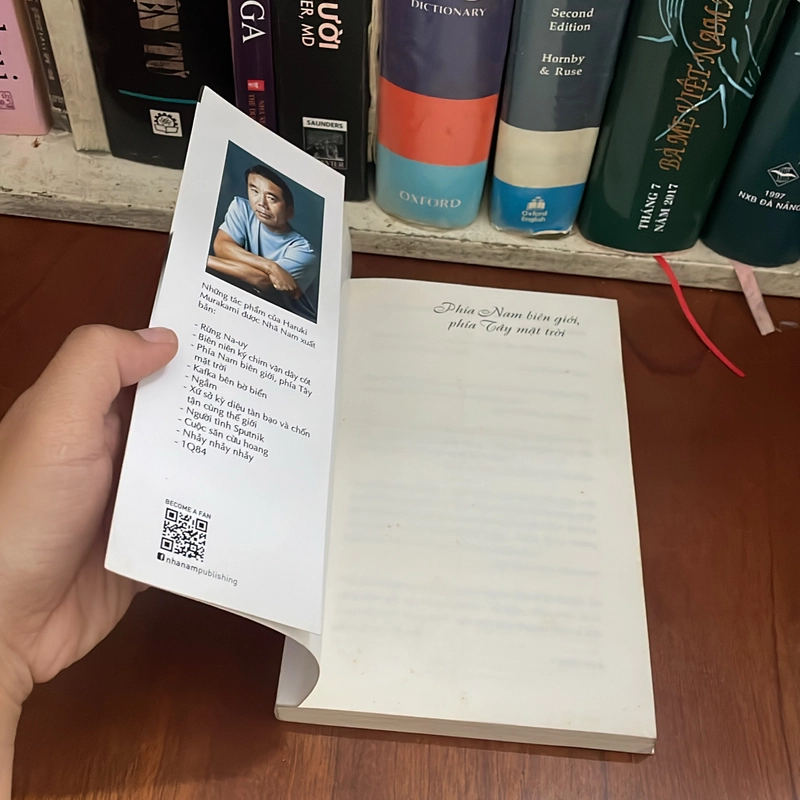 DICTIONARY
OXFORD
Second
Edition
Hornby
& Ruse
Oxford
English
THÁNG 7
NĂM 2017
BÀ MẸ VIỆT NAM
1997
NXB ĐÀ NẴNG
GA
ƯỜI
ER, MD
SAUNDERS
Những tác phẩm của Haruki
Murakami được Nhã Nam xuất
bản:
- Rừng Na-uy
- Biên niên ký chim vặn dây cót
- Phía Nam biên giới, phía Tây
mặt trời
- Kafka bên bờ biển
- Ngầm
- Xứ sở kỳ diệu tàn bạo và chốn
tận cùng thế giới
- Người tình Sputnik
- Cuộc săn cừu hoang
- Nhảy nhảy nhảy
- 1Q84
BECOME A FAN
f nhanampublishing
Phía Nam biên giới,
phía Tây mặt trời